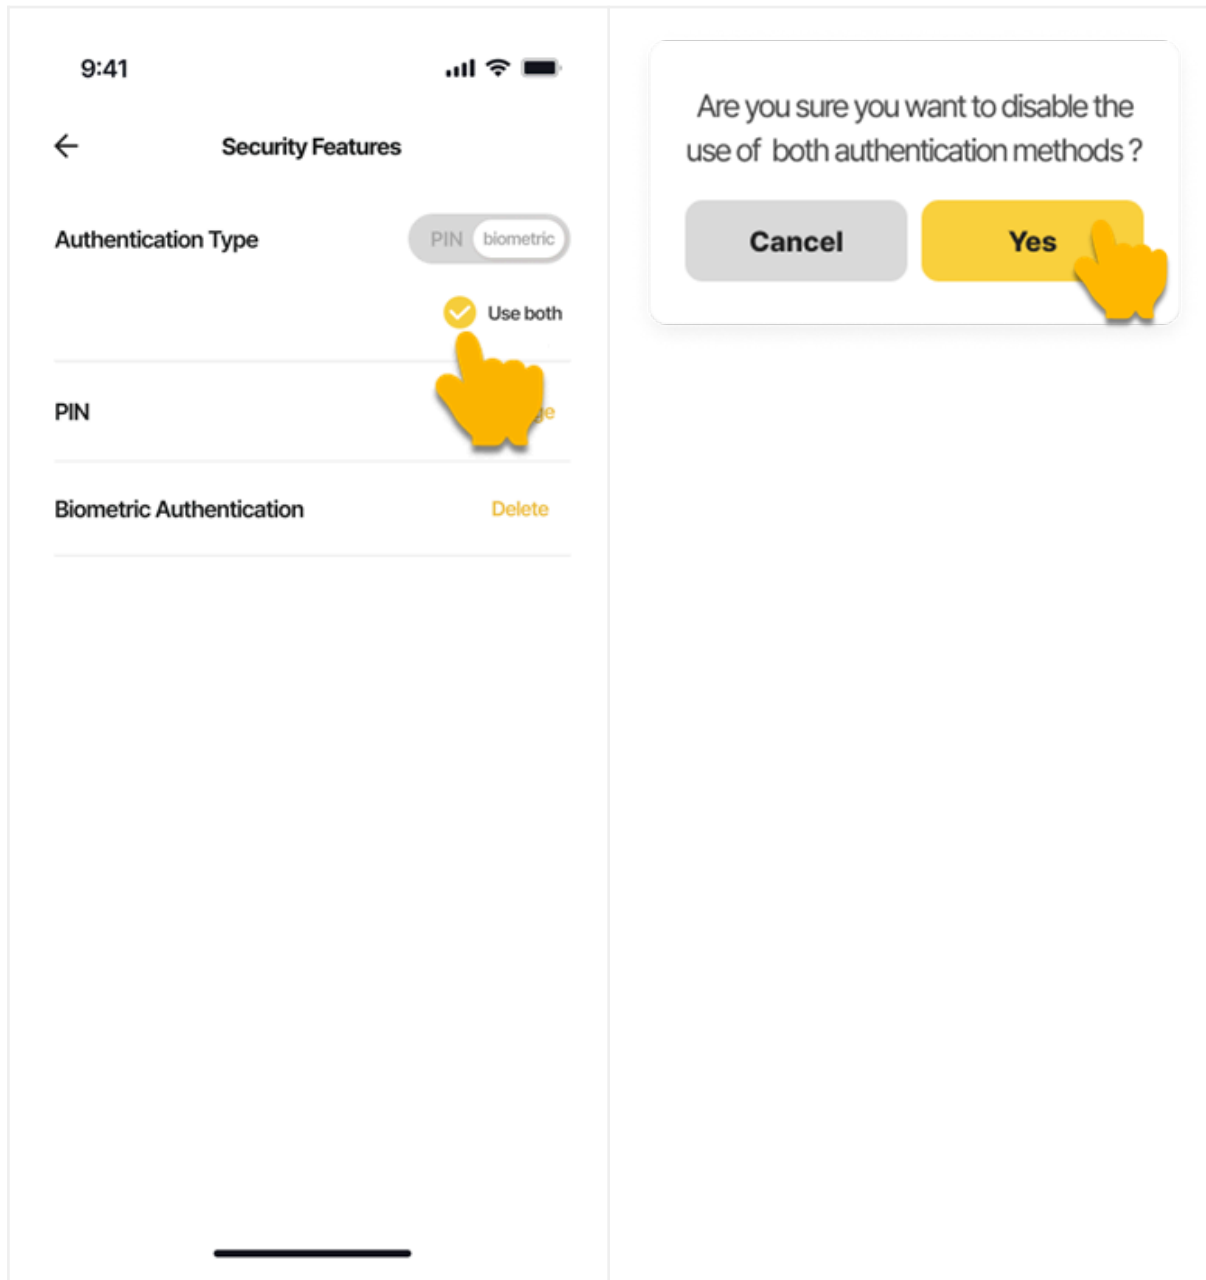 9:41
Security Features
Authentication Type
PIN biometric
Use both
PIN
Biometric Authentication
Delete
Are you sure you want to disable the
use of both authentication methods ?
Cancel
Yes